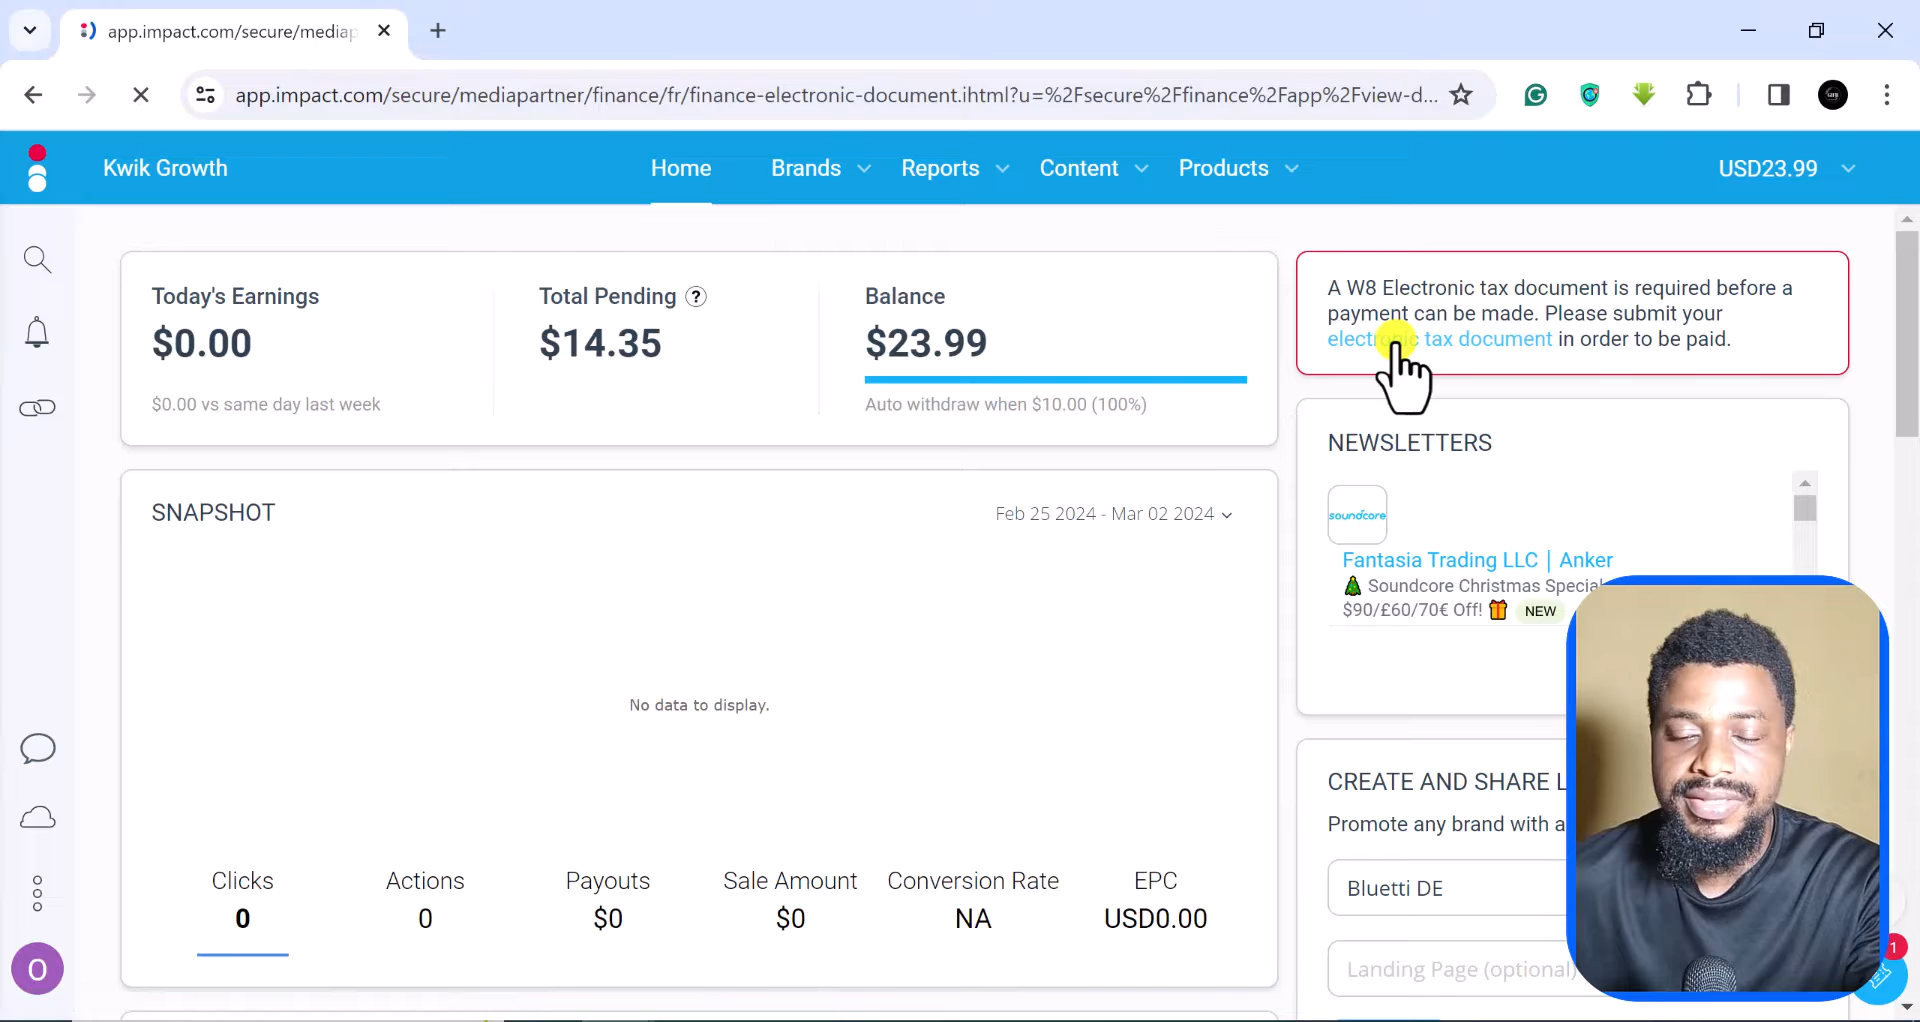 app.impact.com/secure/mediap
app.impact.com/secure/mediapartner/finance/fr/finance-electronic-document.ihtml?u=%2Fsecure%2Ffinance%2Fapp%2Fview-d...
Kwik Growth
Home
Brands
Reports
Content
Products
USD23.99
Today's Earnings
$0.00
$0.00 vs same day last week
Total Pending ?
$14.35
Balance
$23.99
Auto withdraw when $10.00 (100%)
A W8 Electronic tax document is required before a
payment can be made. Please submit your
electronic tax document in order to be paid.
SNAPSHOT
Feb 25 2024 - Mar 02 2024
No data to display.
Clicks
0
Actions
0
Payouts
$0
Sale Amount
$0
Conversion Rate
NA
EPC
USD0.00
NEWSLETTERS
soundcore
Fantasia Trading LLC | Anker
🎄 Soundcore Christmas Special
$90/£60/70€ Off! 🎁 NEW
CREATE AND SHARE L
Promote any brand with a
Bluetti DE
Landing Page (optional)
O
1